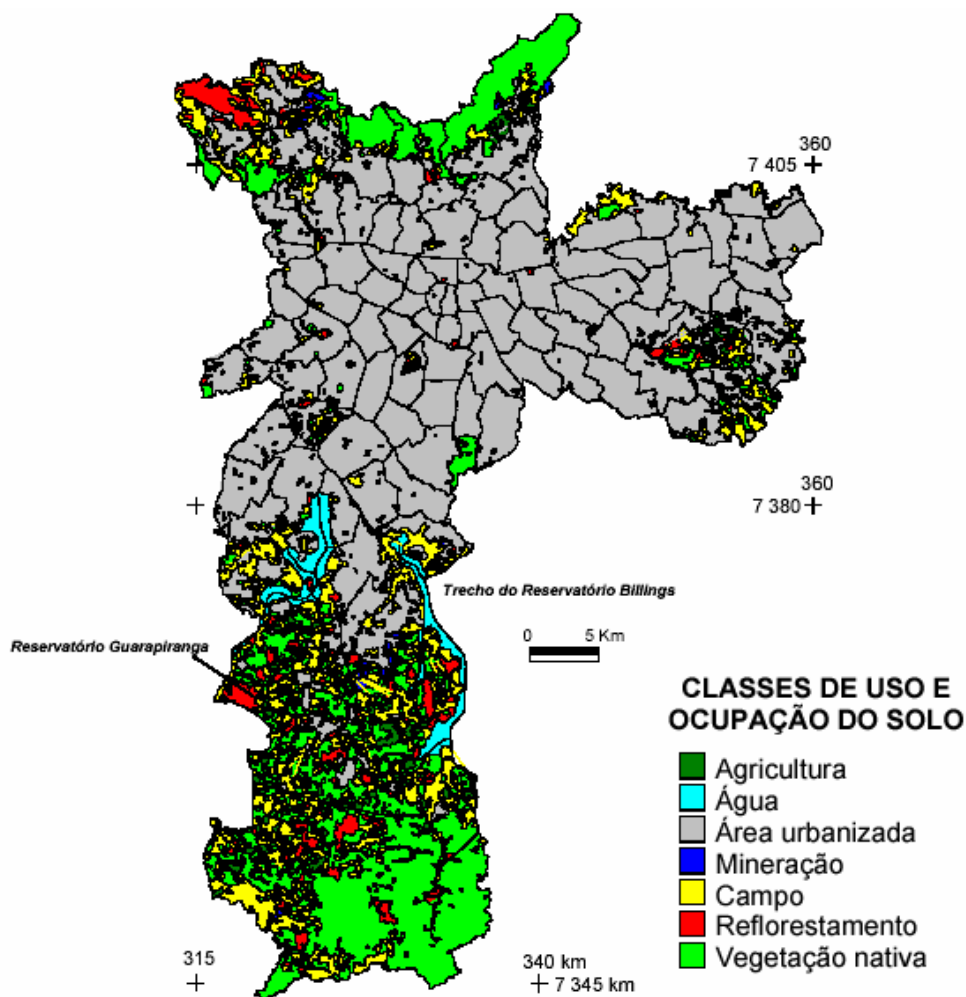 360
7 405
360
7 380
Trecho do Reservatório Billings
0 5 Km
Reservatório Guarapiranga
CLASSES DE USO E
OCUPAÇÃO DO SOLO
Agricultura
Água
Área urbanizada
Mineração
Campo
Reflorestamento
Vegetação nativa
315
340 km
7 345 km